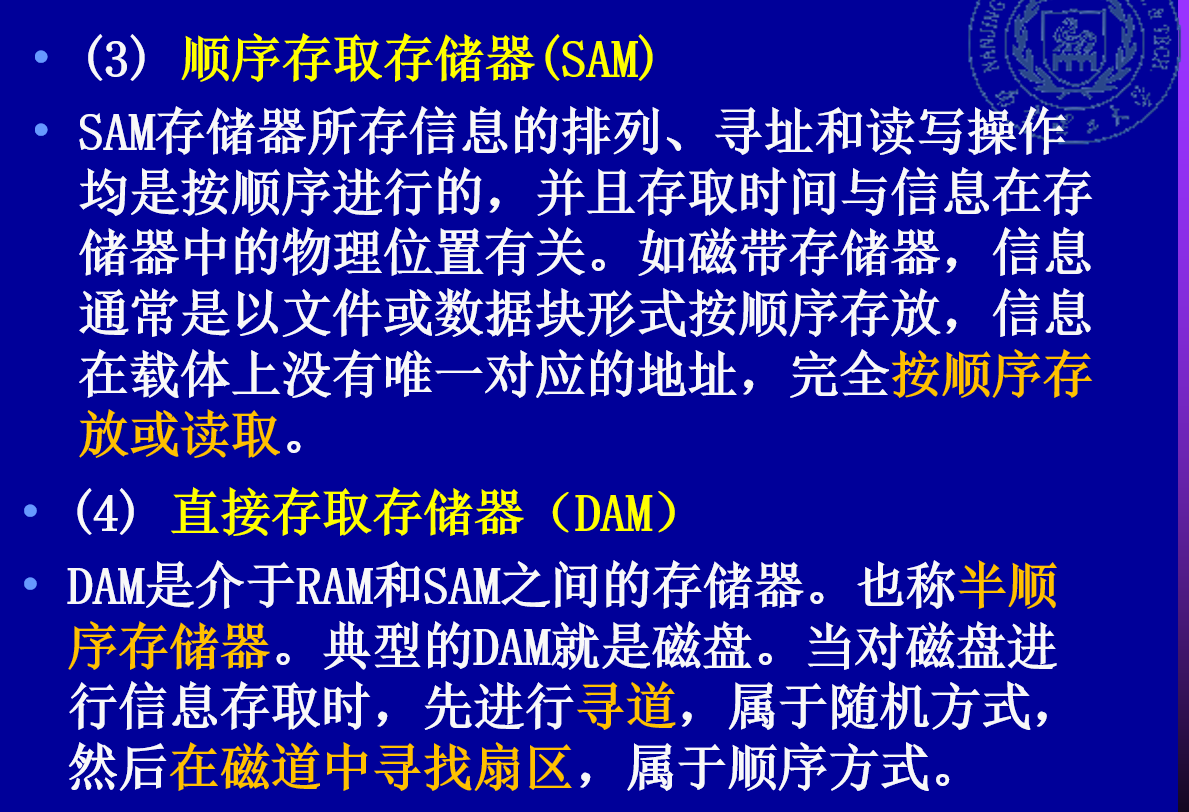 • (3) 顺序存取存储器(SAM)
• SAM存储器所存信息的排列、寻址和读写操作
均是按顺序进行的，并且存取时间与信息在存
储器中的物理位置有关。如磁带存储器，信息
通常是以文件或数据块形式按顺序存放，信息
在载体上没有唯一对应的地址，完全按顺序存
放或读取。
• (4) 直接存取存储器（DAM）
• DAM是介于RAM和SAM之间的存储器。也称半顺
序存储器。典型的DAM就是磁盘。当对磁盘进
行信息存取时，先进行寻道，属于随机方式，
然后在磁道中寻找扇区，属于顺序方式。
NANJING